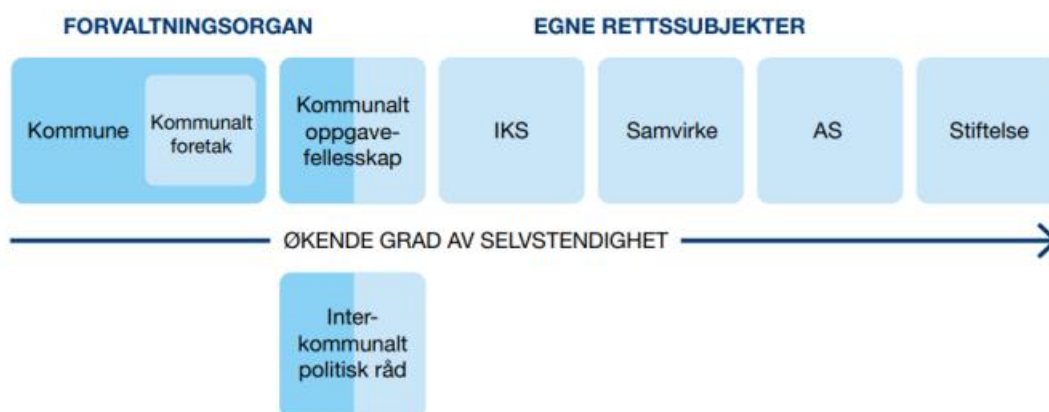 FORVALTNINGSORGAN
EGNE RETTSSUBJEKTER
Kommune
Kommunalt
foretak
Kommunalt
oppgave-
fellesskap
IKS
Samvirke
AS
Stiftelse
ØKENDE GRAD AV SELVSTENDIGHET
Inter-
kommunalt
politisk råd